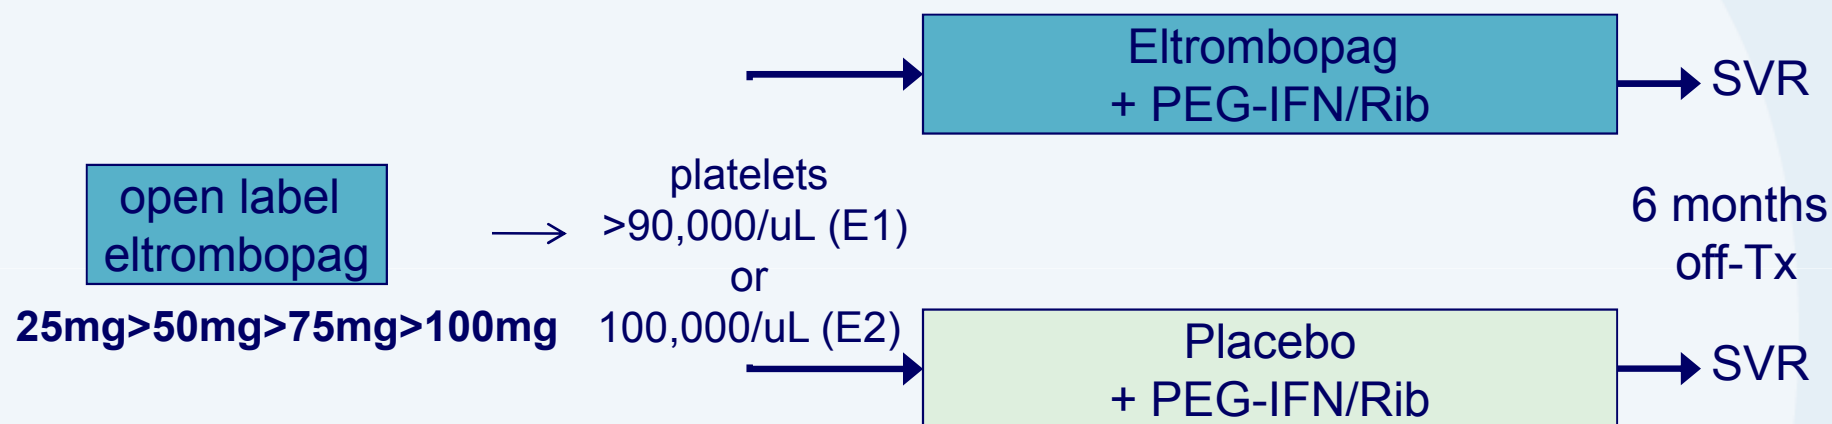 open label
eltrombopag
25mg>50mg>75mg>100mg
platelets
>90,000/uL (E1)
or
100,000/uL (E2)
Eltrombopag
+ PEG-IFN/Rib
SVR
6 months
off-Tx
Placebo
+ PEG-IFN/Rib
SVR